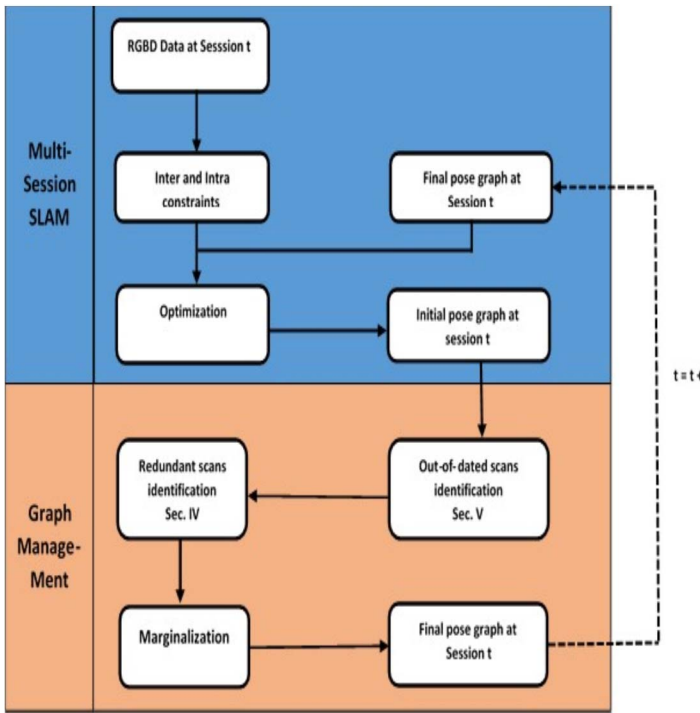 RGBD Data at Sesssion t
Multi-
Session
SLAM
Inter and Intra
constraints
Final pose graph at
Session t
Optimization
Initial pose graph at
session t
t = t +
Graph
Manage-
Ment
Redundant scans
identification
Sec. IV
Out-of-dated scans
identification
Sec. V
Marginalization
Final pose graph at
Session t